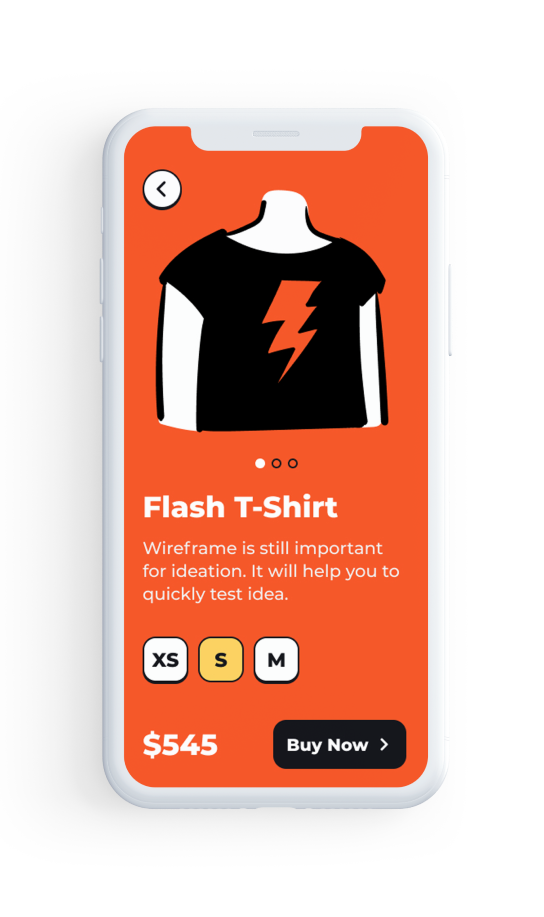 Flash T-Shirt
Wireframe is still important
for ideation. It will help you to
quickly test idea.
XS S M
$545 Buy Now